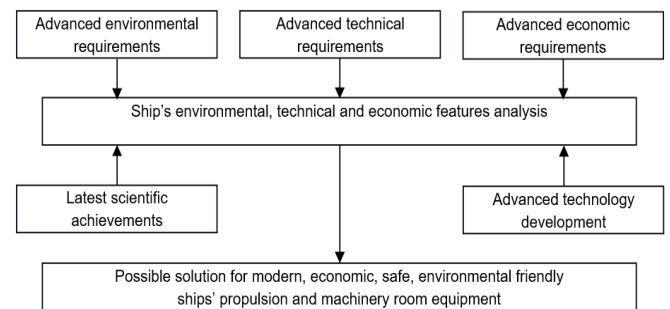 Advanced environmental
requirements
Advanced technical
requirements
Advanced economic
requirements
Ship's environmental, technical and economic features analysis
Latest scientific
achievements
Advanced technology
development
Possible solution for modern, economic, safe, environmental friendly
ships' propulsion and machinery room equipment